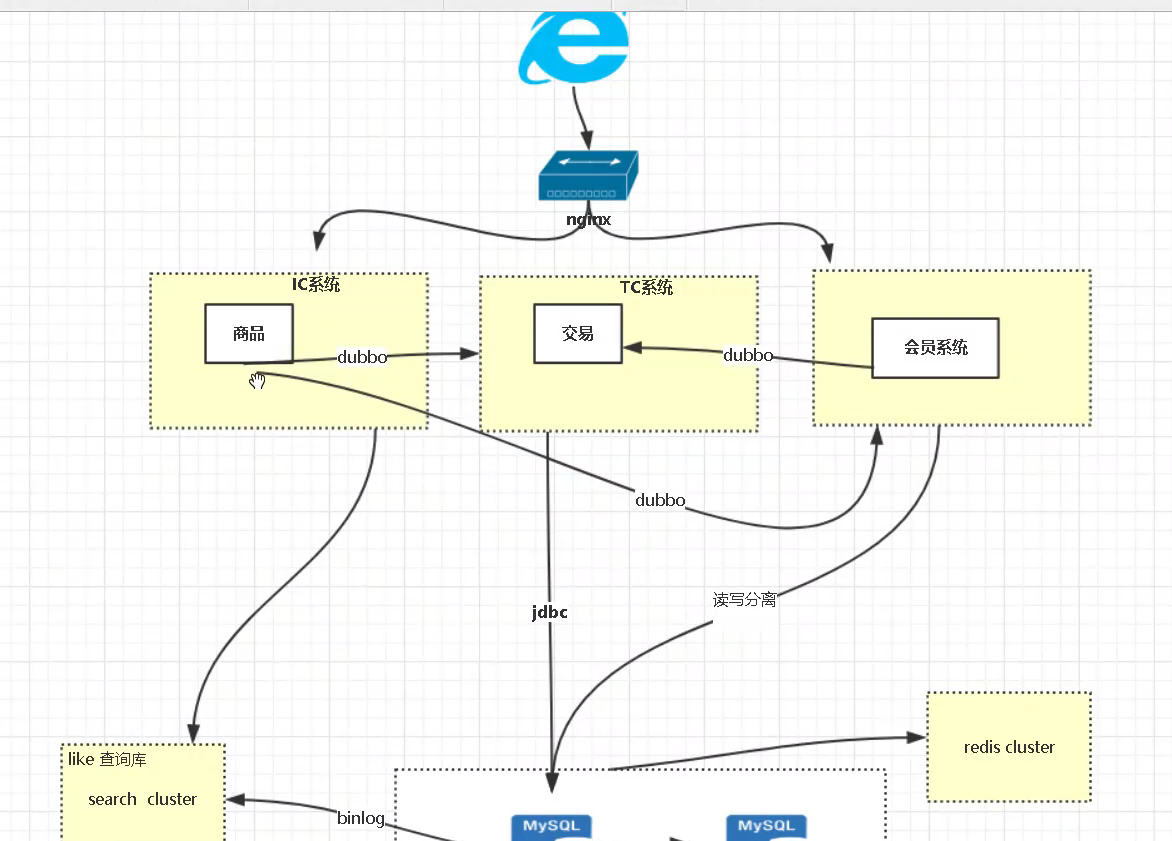 nginx
IC系统
TC系统
商品
交易
会员系统
dubbo
dubbo
dubbo
读写分离
jdbc
like 查询库
search cluster
redis cluster
binlog
MySQL
MySQL